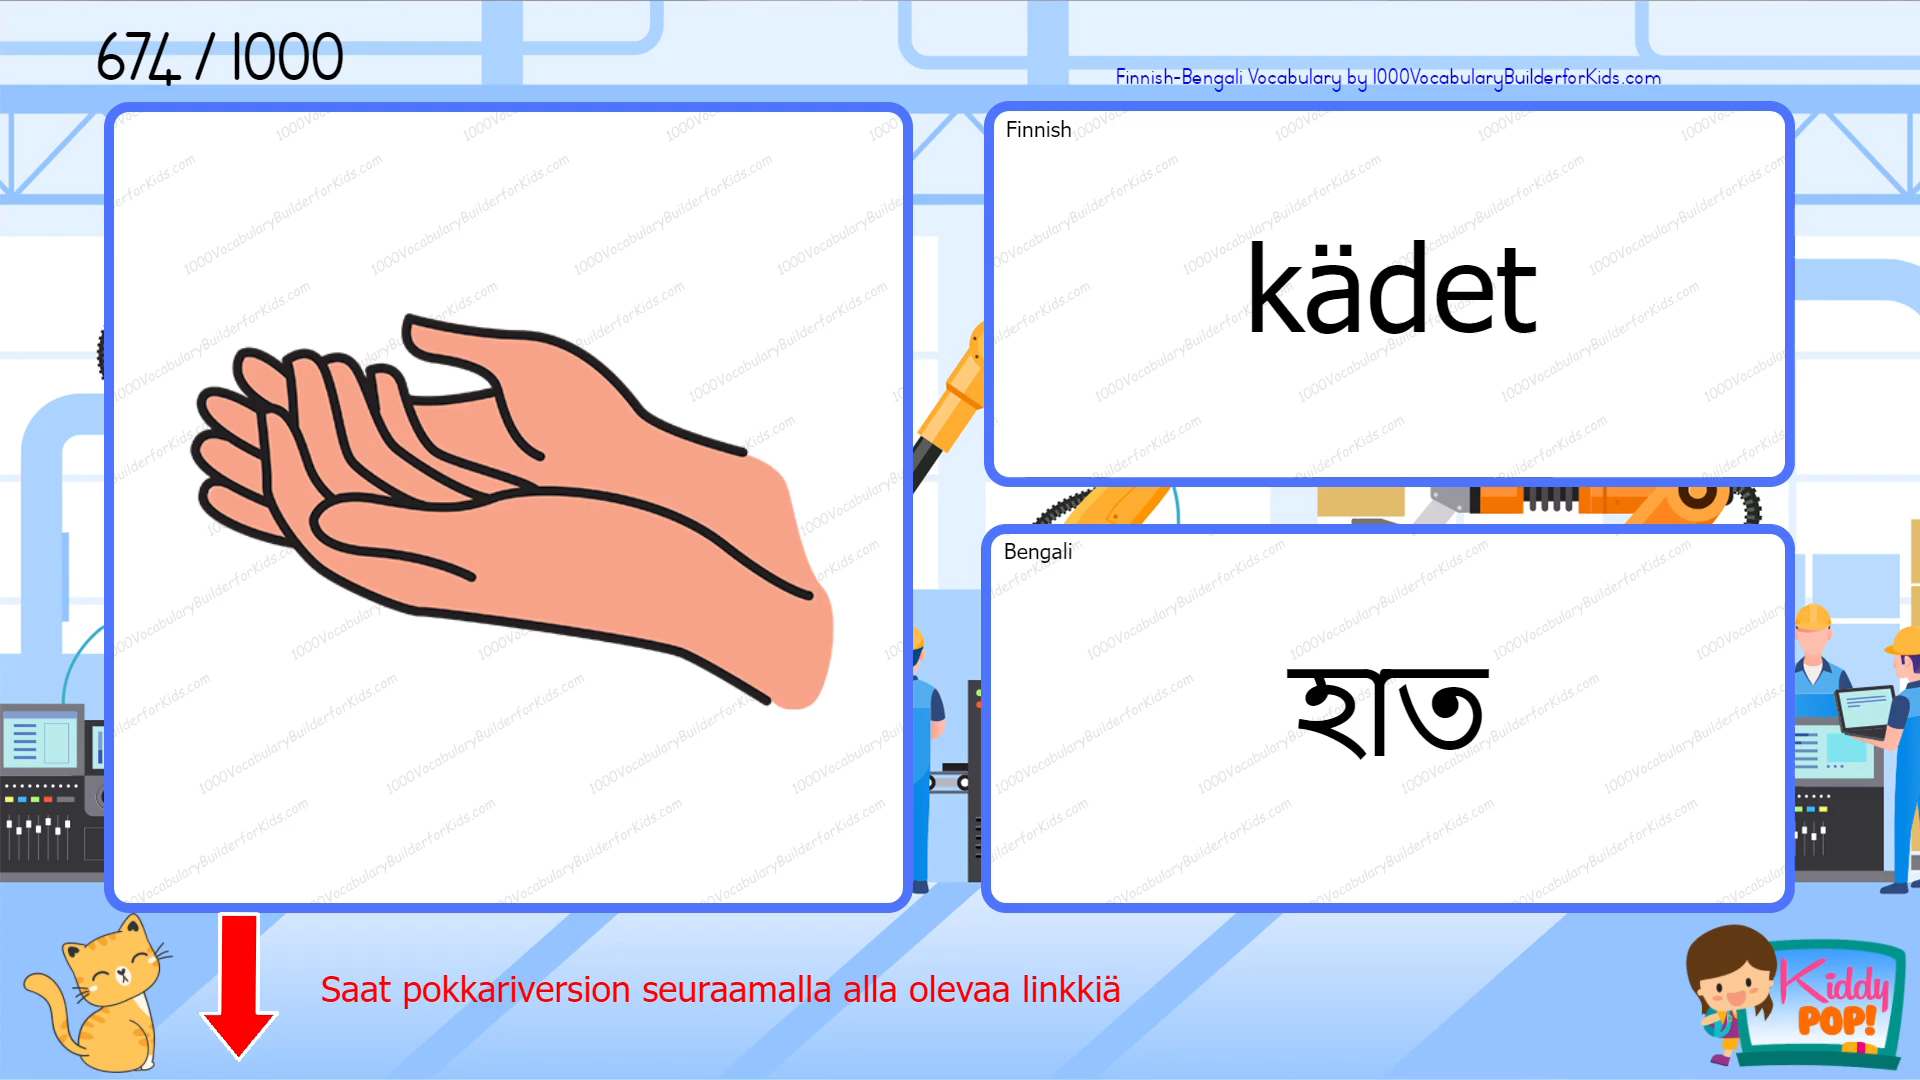 674 / 1000
Finnish-Bengali Vocabulary by 1000VocabularyBuilderforKids.com
Finnish
kädet
Bengali
হাত
Saat pokkariversion seuraamalla alla olevaa linkkiä
Kiddy
POP!